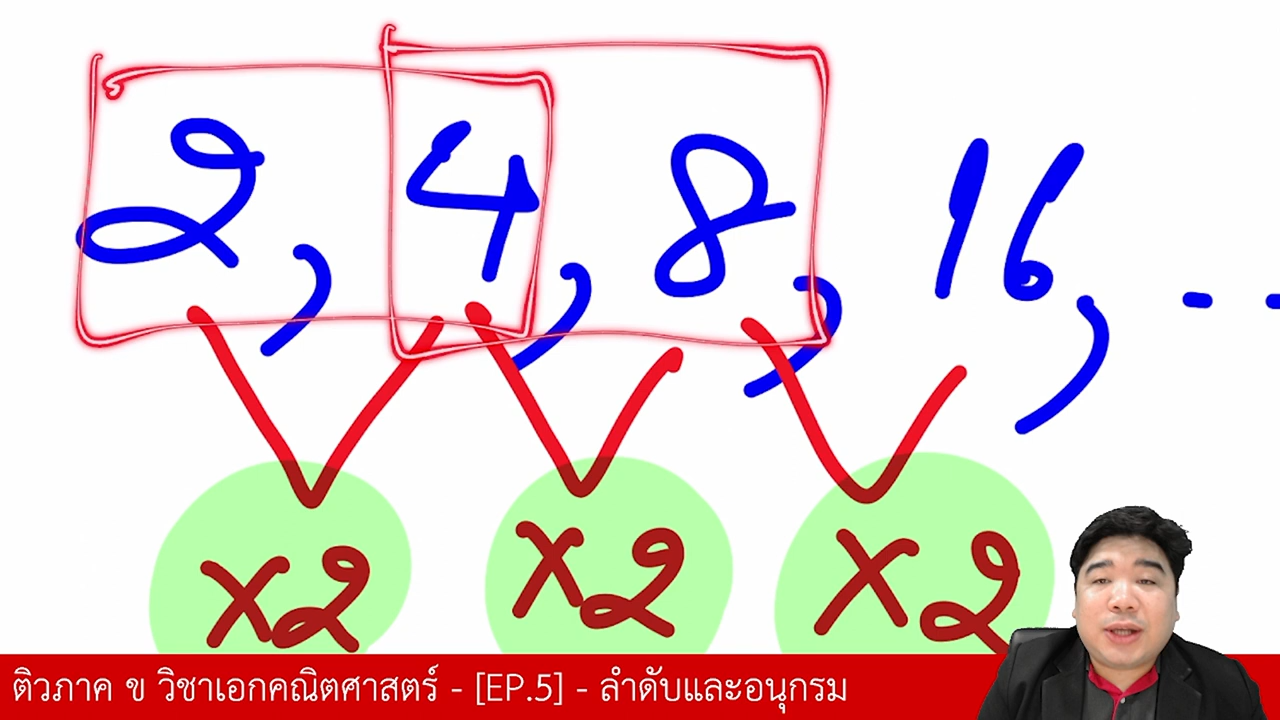 2, 4, 8, 16, ...
x2 x2 x2
ติวภาค ข วิชาเอกคณิตศาสตร์ - [EP.5] - ลำดับและอนุกรม